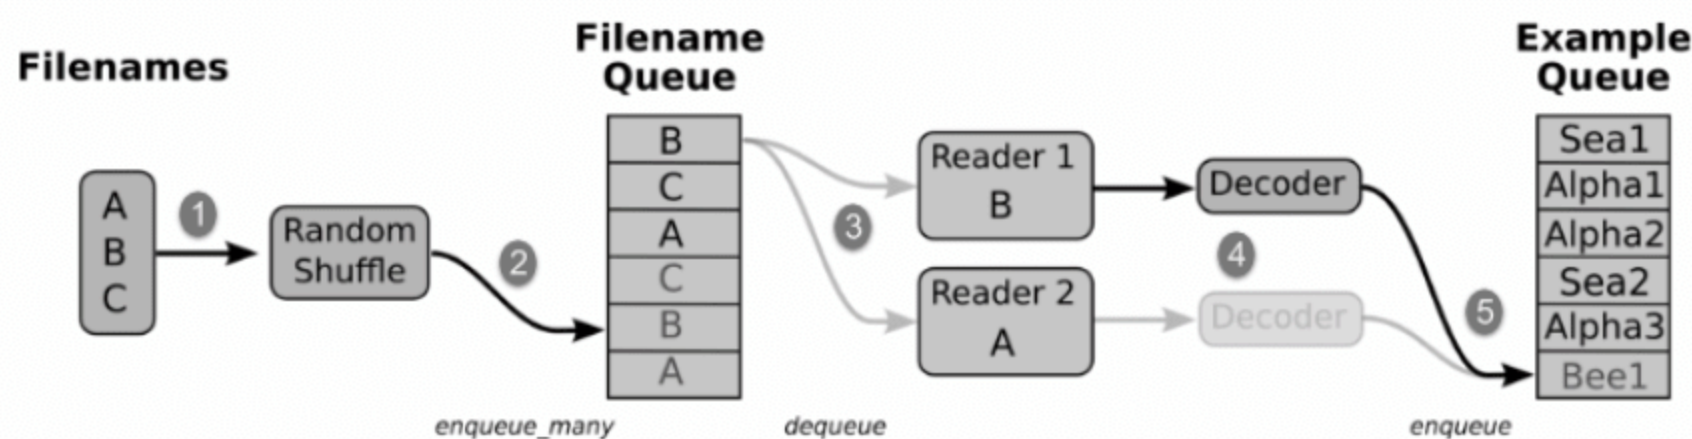 Filenames
A
B
C
1
Random
Shuffle
2
enqueue_many
Filename
Queue
B
C
A
C
B
A
dequeue
3
Reader 1
B
Reader 2
A
Decoder
4
Decoder
5
enqueue
Example
Queue
Sea1
Alpha1
Alpha2
Sea2
Alpha3
Bee1